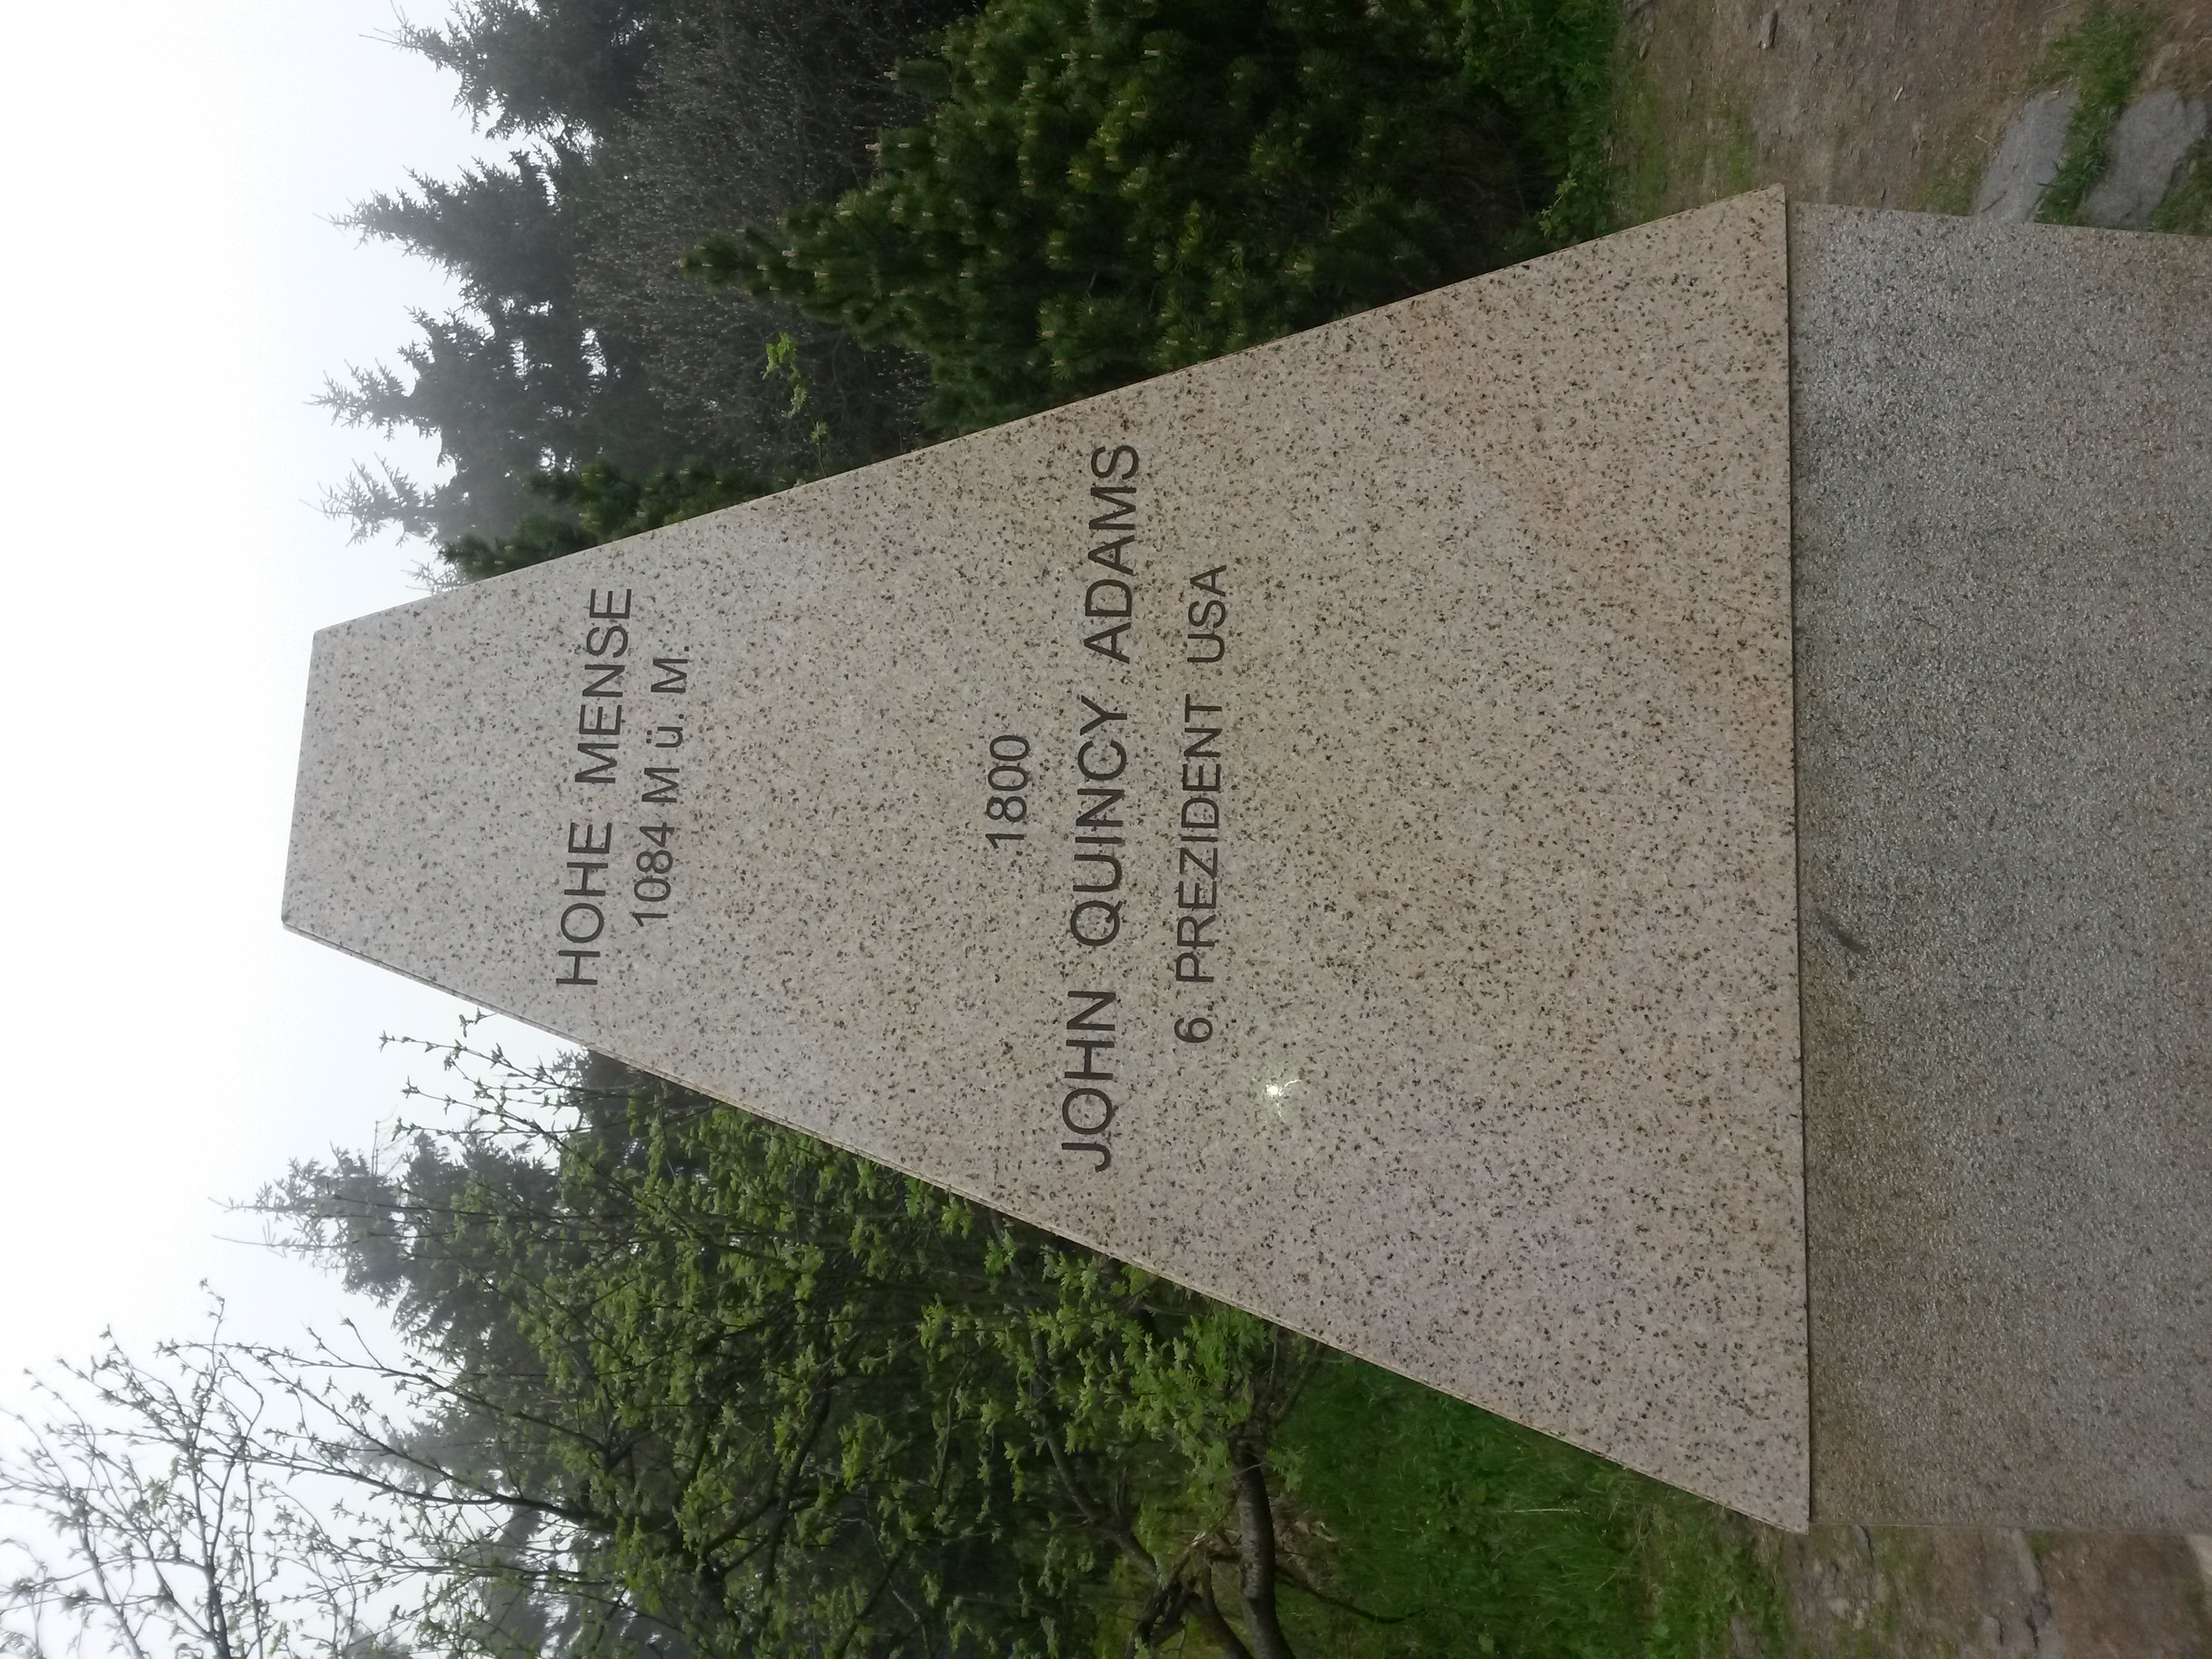 HOHE MENSE
1084 M ü. M.
1800
JOHN QUINCY ADAMS
6. PREZIDENT USA